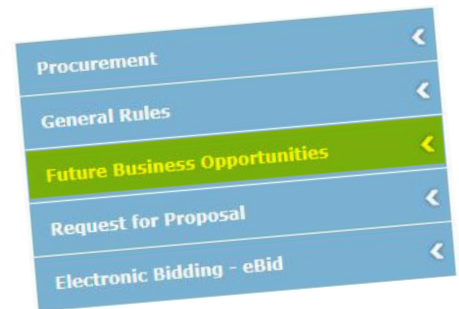 Procurement
General Rules
Future Business Opportunities
Request for Proposal
Electronic Bidding - eBid